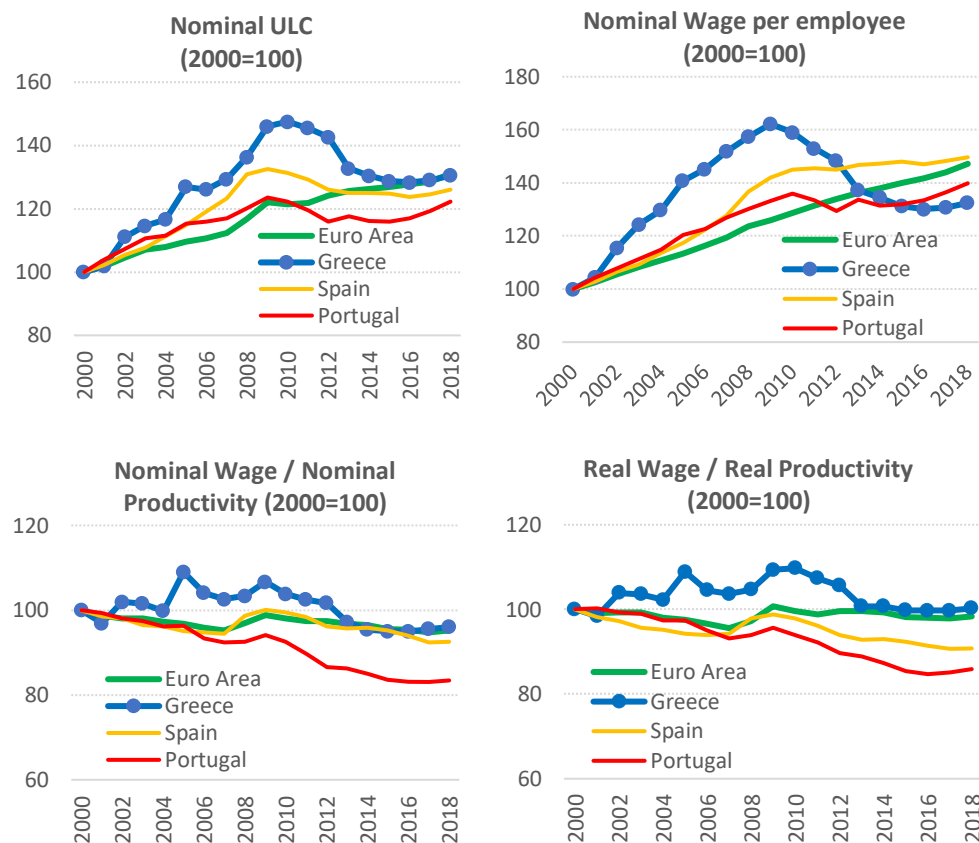 Nominal ULC
(2000=100)
160
140
120
100
80
Euro Area
Greece
Spain
Portugal
2000
2002
2004
2006
2008
2010
2012
2014
2016
2018
Nominal Wage per employee
(2000=100)
180
160
140
120
100
80
Euro Area
Greece
Spain
Portugal
2000
2002
2004
2006
2008
2010
2012
2014
2016
2018
Nominal Wage / Nominal
Productivity (2000=100)
120
100
80
60
Euro Area
Greece
Spain
Portugal
2000
2002
2004
2006
2008
2010
2012
2014
2016
2018
Real Wage / Real Productivity
(2000=100)
120
100
80
60
Euro Area
Greece
Spain
Portugal
2000
2002
2004
2006
2008
2010
2012
2014
2016
2018